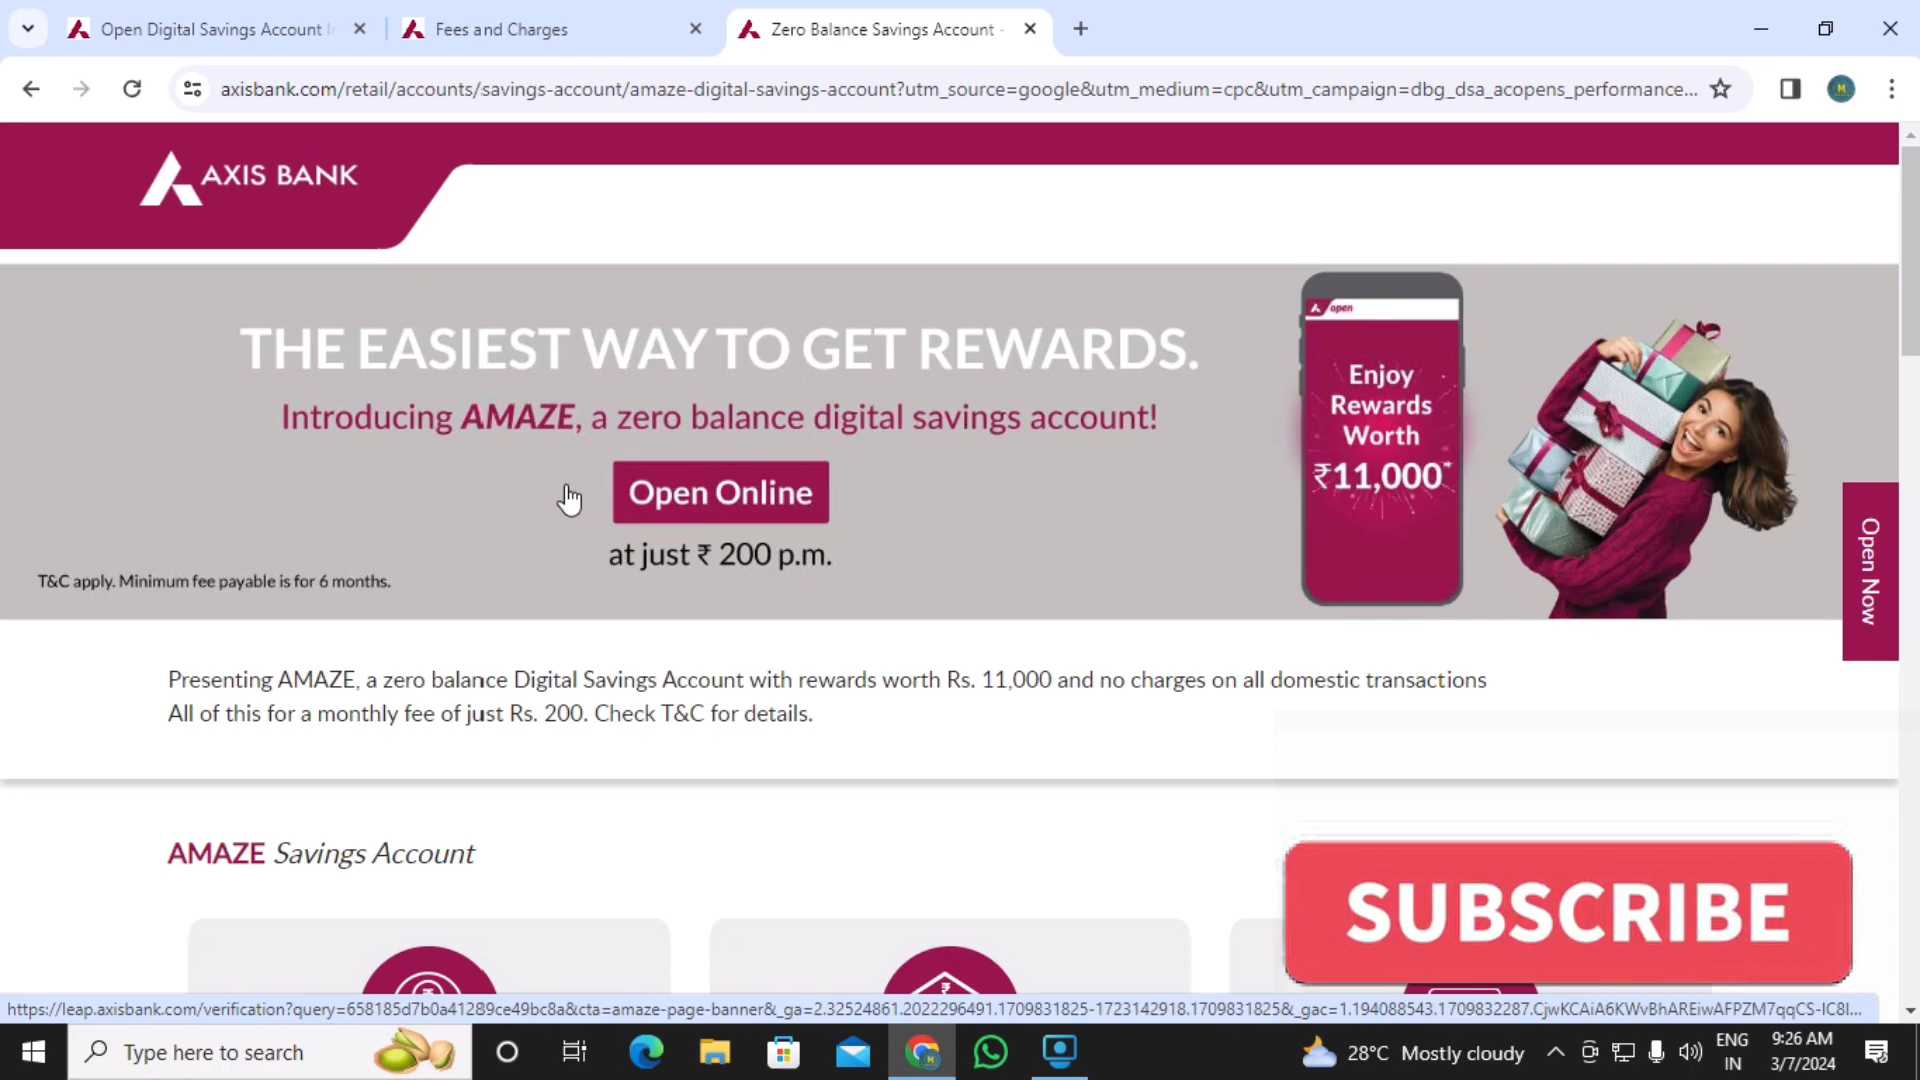 Open Digital Savings Account I
Fees and Charges
Zero Balance Savings Account -
axisbank.com/retail/accounts/savings-account/amaze-digital-savings-account?utm_source=google&utm_medium=cpc&utm_campaign=dbg_dsa_acopens_performance...
M
AXIS BANK
THE EASIEST WAY TO GET REWARDS.
Introducing AMAZE, a zero balance digital savings account!
Open Online
at just ₹ 200 p.m.
T&C apply. Minimum fee payable is for 6 months.
open
Enjoy
Rewards
Worth
₹11,000*
Open Now
Presenting AMAZE, a zero balance Digital Savings Account with rewards worth Rs. 11,000 and no charges on all domestic transactions
All of this for a monthly fee of just Rs. 200. Check T&C for details.
AMAZE Savings Account
SUBSCRIBE
https://leap.axisbank.com/verification?query=658185d7b0a41289ce49bc8a&cta=amaze-page-banner&_ga=2.32524861.2022296491.1709831825-1723142918.1709831825&_gac=1.194088543.1709832287.CjwKCAiA6KWvBhAREiwAFPZM7qqCS-IC8I...
Type here to search
28°C Mostly cloudy
ENG
IN
9:26 AM
3/7/2024